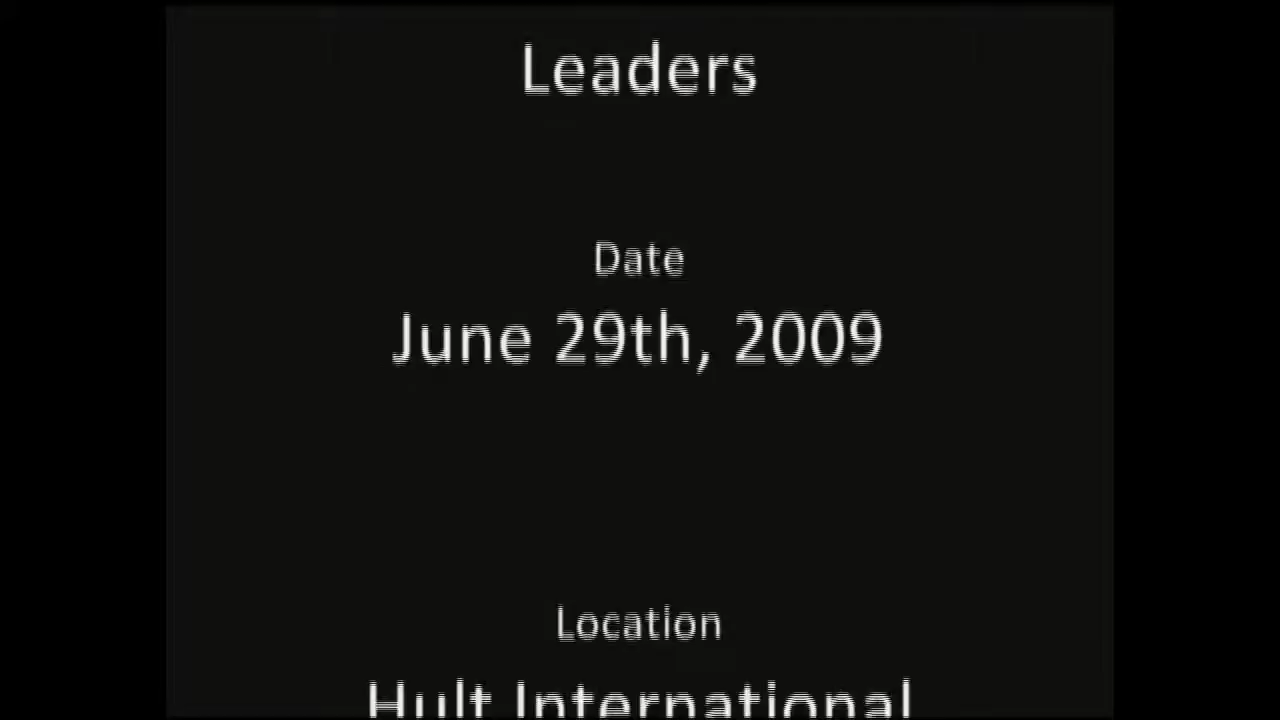 Leaders
Date
June 29th, 2009
Location
Hult International